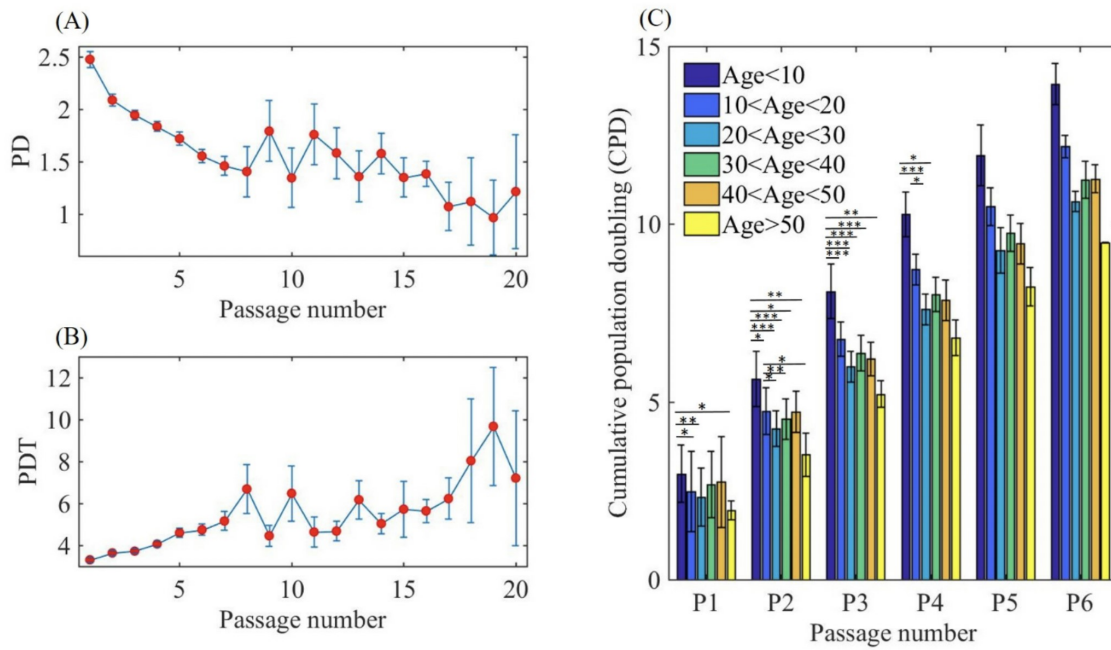 (A)
2.5
2
1.5
1
PD
5
10
15
20
Passage number
(B)
12
10
8
6
4
PDT
5
10
15
20
Passage number
(C)
15
10
5
0
Cumulative population doubling (CPD)
Age<10
10<Age<20
20<Age<30
30<Age<40
40<Age<50
Age>50
*
**
*
**
*
***
***
*
*
**
*
**
***
***
***
***
*
***
*
P1
P2
P3
P4
P5
P6
Passage number